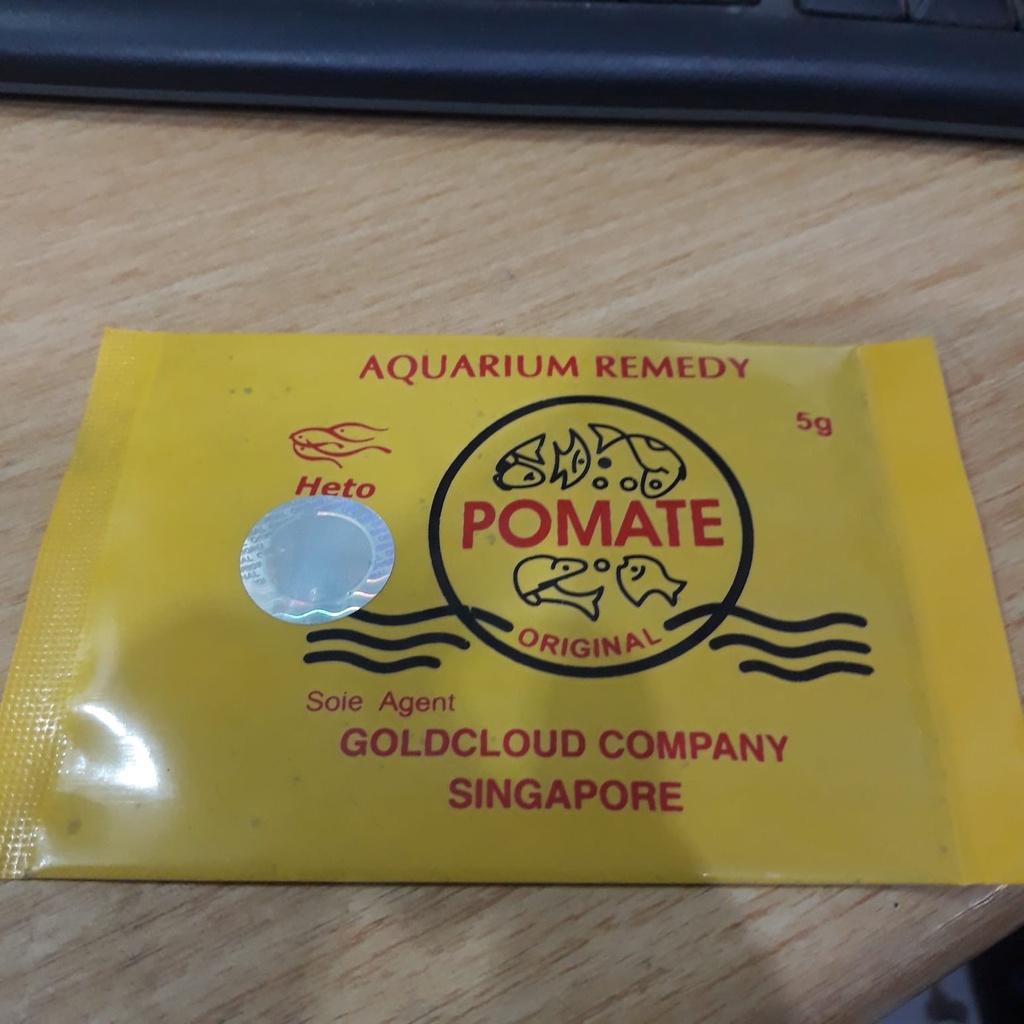 AQUARIUM REMEDY
5g
Heto
POMATE
ORIGINAL
Soie Agent
GOLDCLOUD COMPANY
SINGAPORE